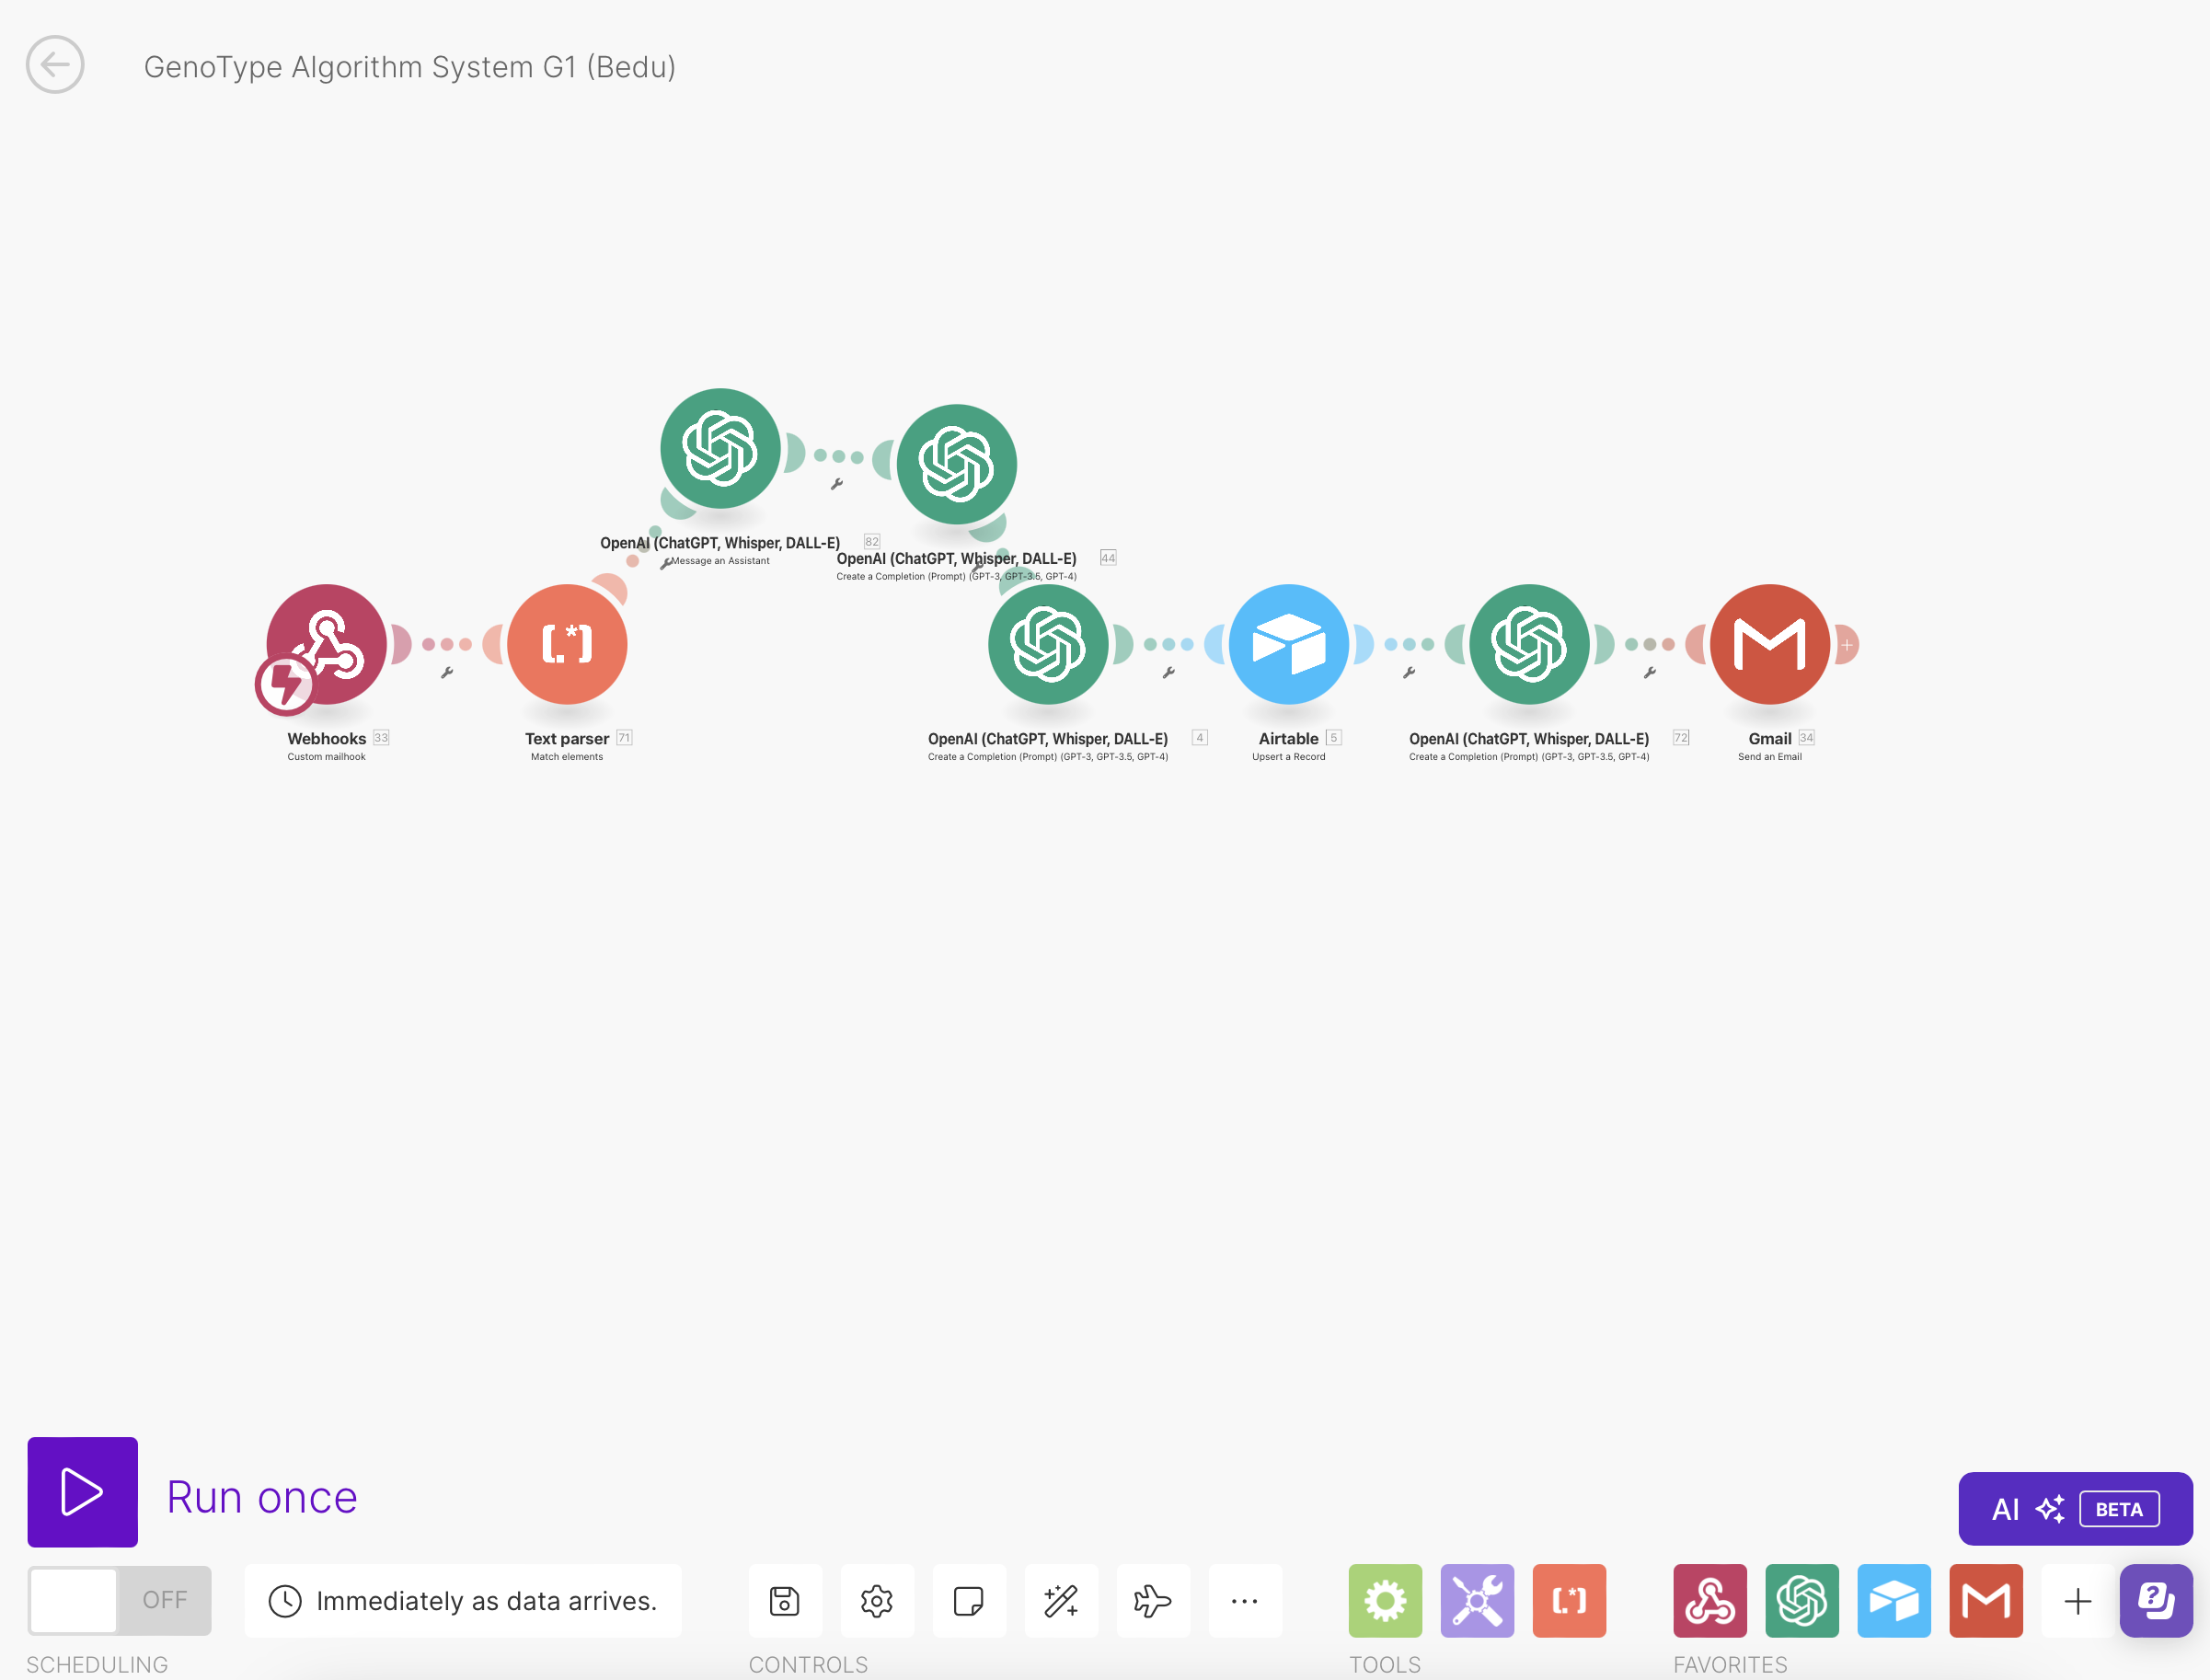 GenoType Algorithm System G1 (Bedu)
OpenAI (ChatGPT, Whisper, DALL-E) 82
Message an Assistant
OpenAI (ChatGPT, Whisper, DALL-E) 44
Create a Completion (Prompt) (GPT-3, GPT-3.5, GPT-4)
[.*]
Webhooks 33
Custom mailhook
Text parser 71
Match elements
OpenAI (ChatGPT, Whisper, DALL-E) 4
Create a Completion (Prompt) (GPT-3, GPT-3.5, GPT-4)
Airtable 5
Upsert a Record
OpenAI (ChatGPT, Whisper, DALL-E) 72
Create a Completion (Prompt) (GPT-3, GPT-3.5, GPT-4)
Gmail 34
Send an Email
Run once
AI BETA
OFF
Immediately as data arrives.
[.*]
SCHEDULING
CONTROLS
TOOLS
FAVORITES